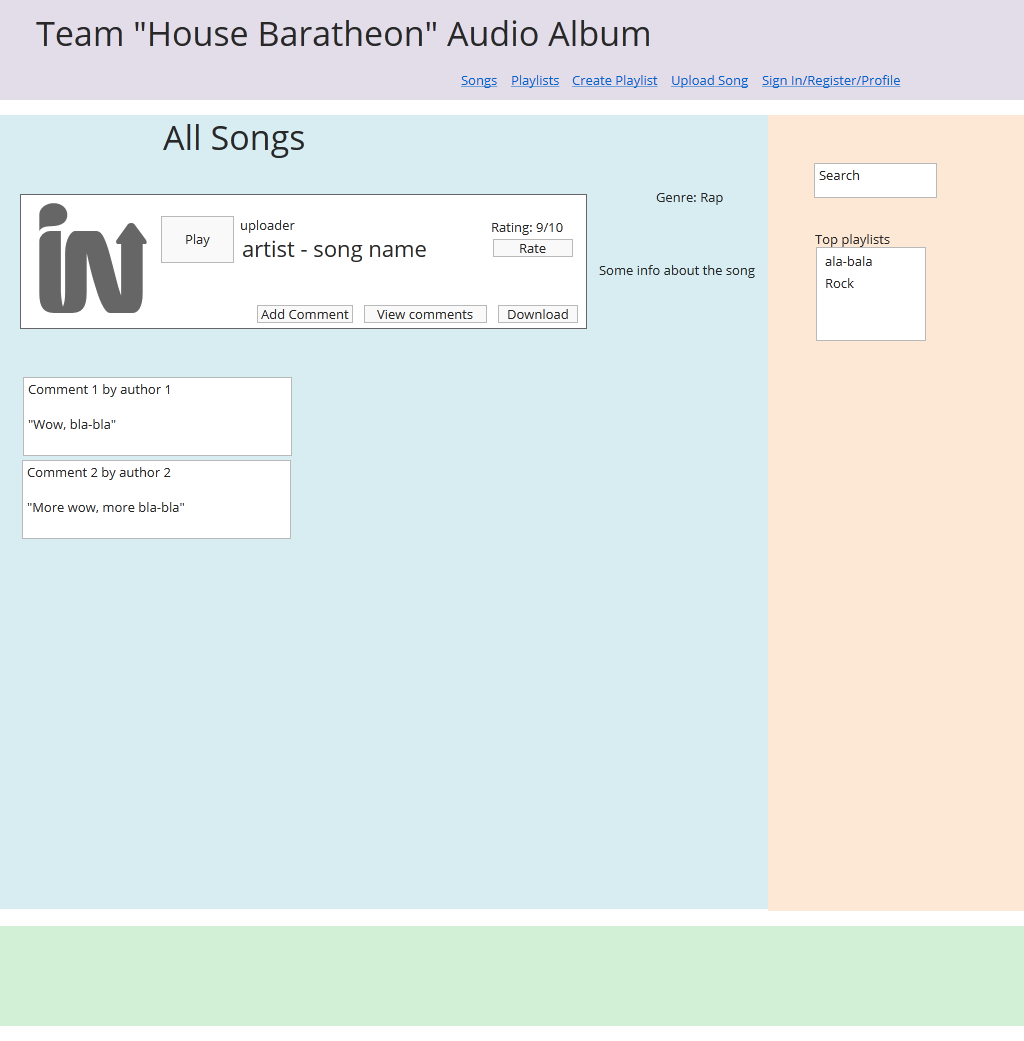 Team "House Baratheon" Audio Album
Songs Playlists Create Playlist Upload Song Sign In/Register/Profile
All Songs
in
Play
uploader
artist - song name
Rating: 9/10
Rate
Add Comment View comments Download
Genre: Rap
Some info about the song
Comment 1 by author 1
"Wow, bla-bla"
Comment 2 by author 2
"More wow, more bla-bla"
Search
Top playlists
ala-bala
Rock